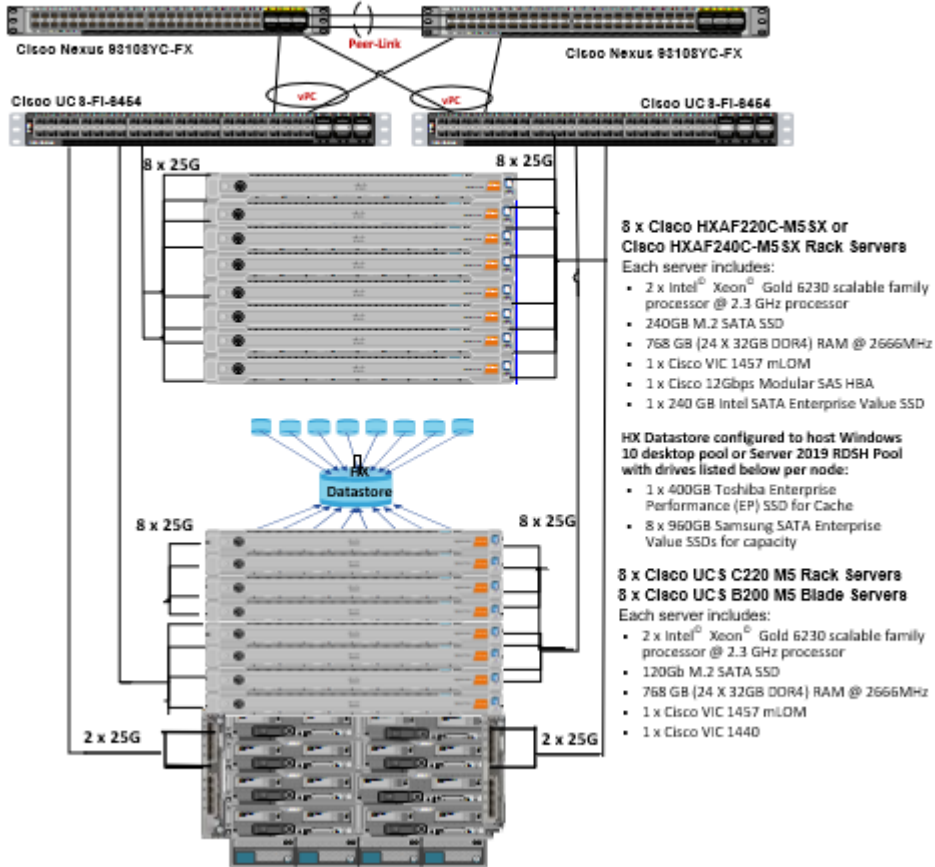 Cisco Nexus 93108YC-FX
Peer-Link
Cisco Nexus 93108YC-FX
vPC
vPC
Cisco UCS-FI-6454
Cisco UCS-FI-6454
8 x 25G
8 x 25G
8 x Cisco HXAF220C-M5SX or
Cisco HXAF240C-M5SX Rack Servers
Each server includes:
▪ 2 x Intel© Xeon© Gold 6230 scalable family
processor @ 2.3 GHz processor
▪ 240GB M.2 SATA SSD
▪ 768 GB (24 X 32GB DDR4) RAM @ 2666MHz
▪ 1 x Cisco VIC 1457 mLOM
▪ 1 x Cisco 12Gbps Modular SAS HBA
▪ 1 x 240 GB Intel SATA Enterprise Value SSD
HX Datastore configured to host Windows
10 desktop pool or Server 2019 RDSH Pool
with drives listed below per node:
▪ 1 x 400GB Toshiba Enterprise
Performance (EP) SSD for Cache
▪ 8 x 960GB Samsung SATA Enterprise
Value SSDs for capacity
HX
Datastore
8 x 25G
8 x 25G
8 x Cisco UCS C220 M5 Rack Servers
8 x Cisco UCS B200 M5 Blade Servers
Each server includes:
▪ 2 x Intel© Xeon© Gold 6230 scalable family
processor @ 2.3 GHz processor
▪ 120Gb M.2 SATA SSD
▪ 768 GB (24 X 32GB DDR4) RAM @ 2666MHz
▪ 1 x Cisco VIC 1457 mLOM
▪ 1 x Cisco VIC 1440
2 x 25G
2 x 25G